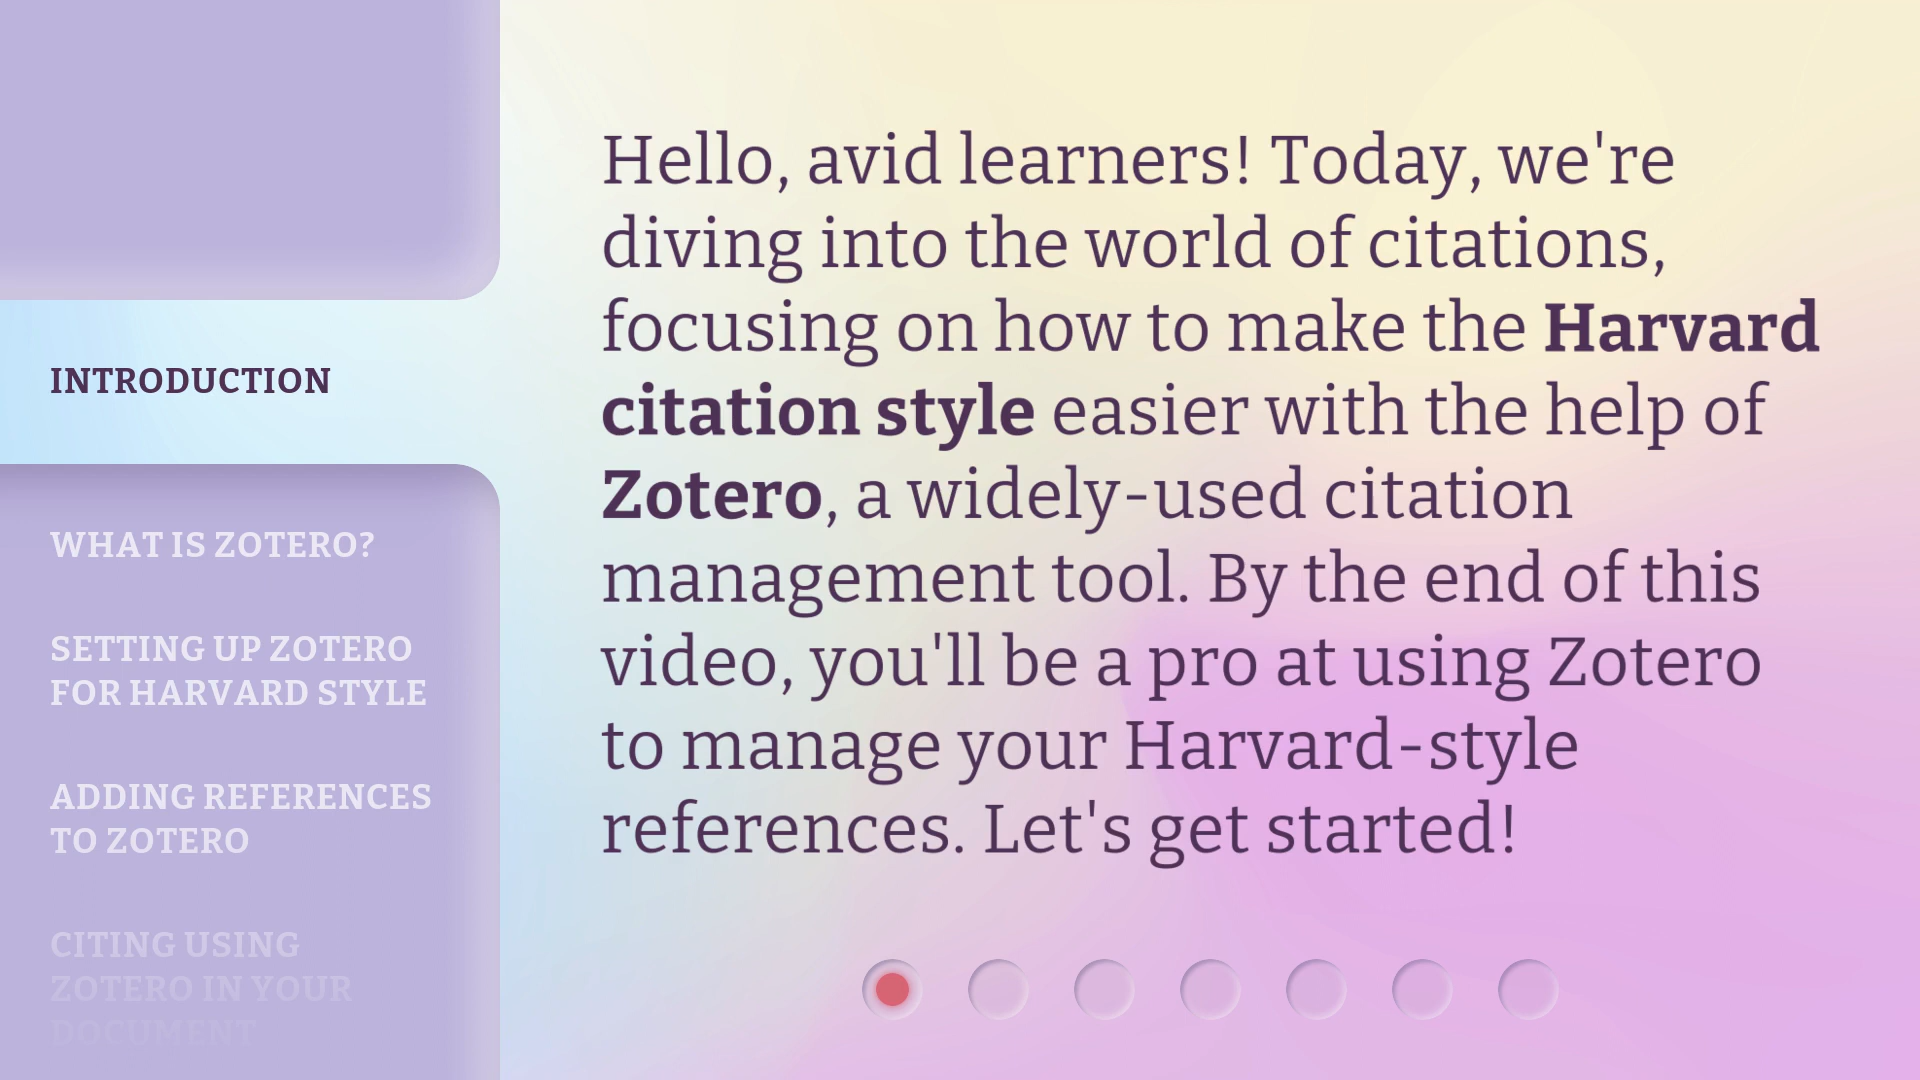 INTRODUCTION
WHAT IS ZOTERO?
SETTING UP ZOTERO
FOR HARVARD STYLE
ADDING REFERENCES
TO ZOTERO
CITING USING
ZOTERO IN YOUR
DOCUMENT
Hello, avid learners! Today, we're
diving into the world of citations,
focusing on how to make the Harvard
citation style easier with the help of
Zotero, a widely-used citation
management tool. By the end of this
video, you'll be a pro at using Zotero
to manage your Harvard-style
references. Let's get started!